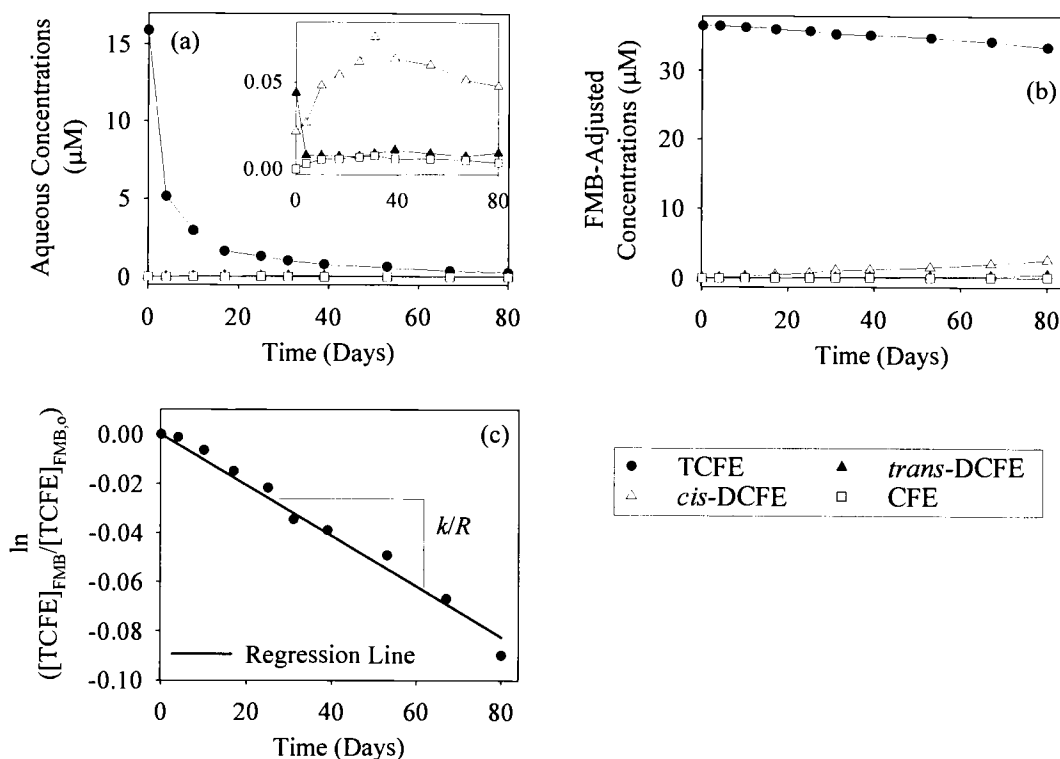 (a)
Aqueous Concentrations
(μM)
15
10
5
0
0.05
0.00
0 40 80
0 20 40 60 80
Time (Days)
(b)
FMB-Adjusted
Concentrations (μM)
30
20
10
0
0 20 40 60 80
Time (Days)
(c)
ln
([TCFE]FMB/[TCFE]FMB,o)
0.00
-0.02
-0.04
-0.06
-0.08
-0.10
k/R
Regression Line
0 20 40 60 80
Time (Days)
TCFE trans-DCFE
cis-DCFE CFE